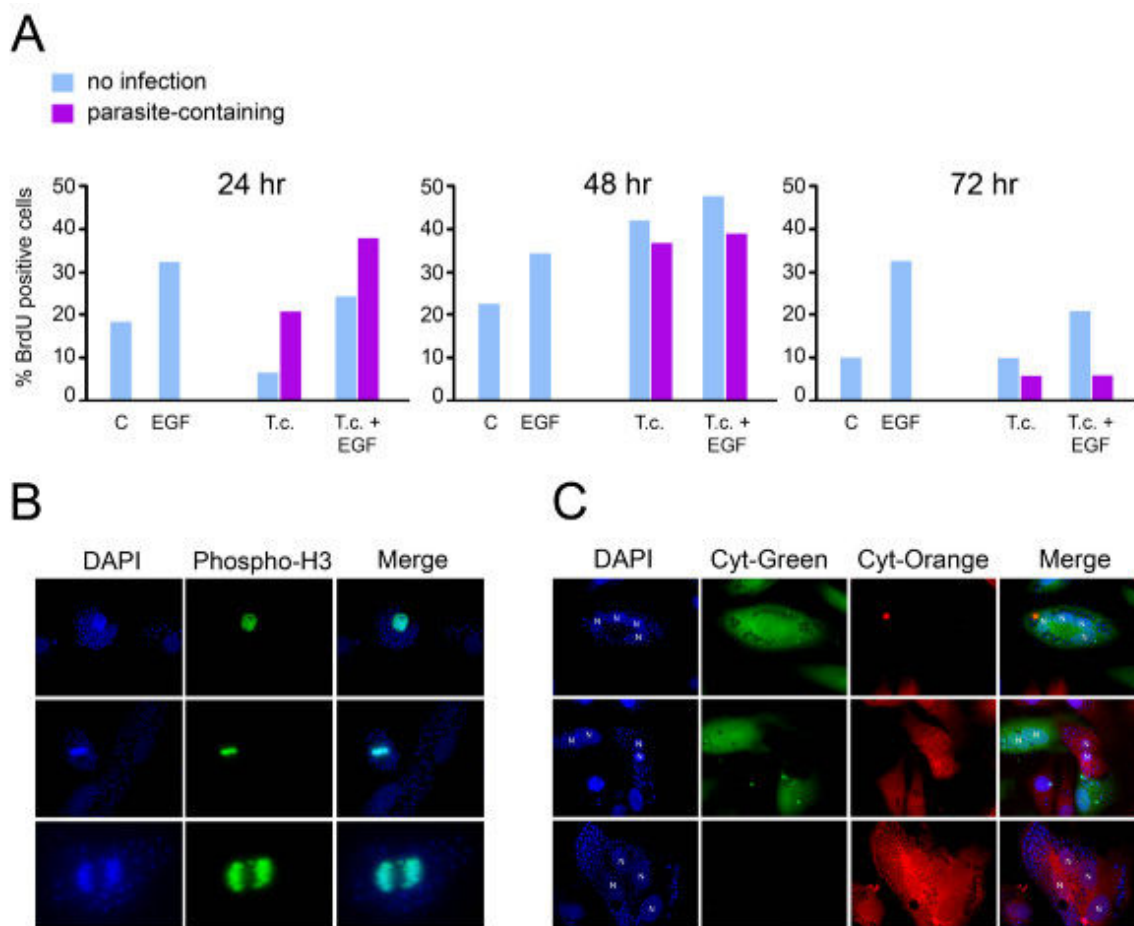 A
no infection
parasite-containing
% BrdU positive cells
50
40
30
20
10
0
24 hr
C
EGF
T.c.
T.c. +
EGF
50
40
30
20
10
0
48 hr
C
EGF
T.c.
T.c. +
EGF
50
40
30
20
10
0
72 hr
C
EGF
T.c.
T.c. +
EGF
B
DAPI Phospho-H3 Merge
C
DAPI Cyt-Green Cyt-Orange Merge